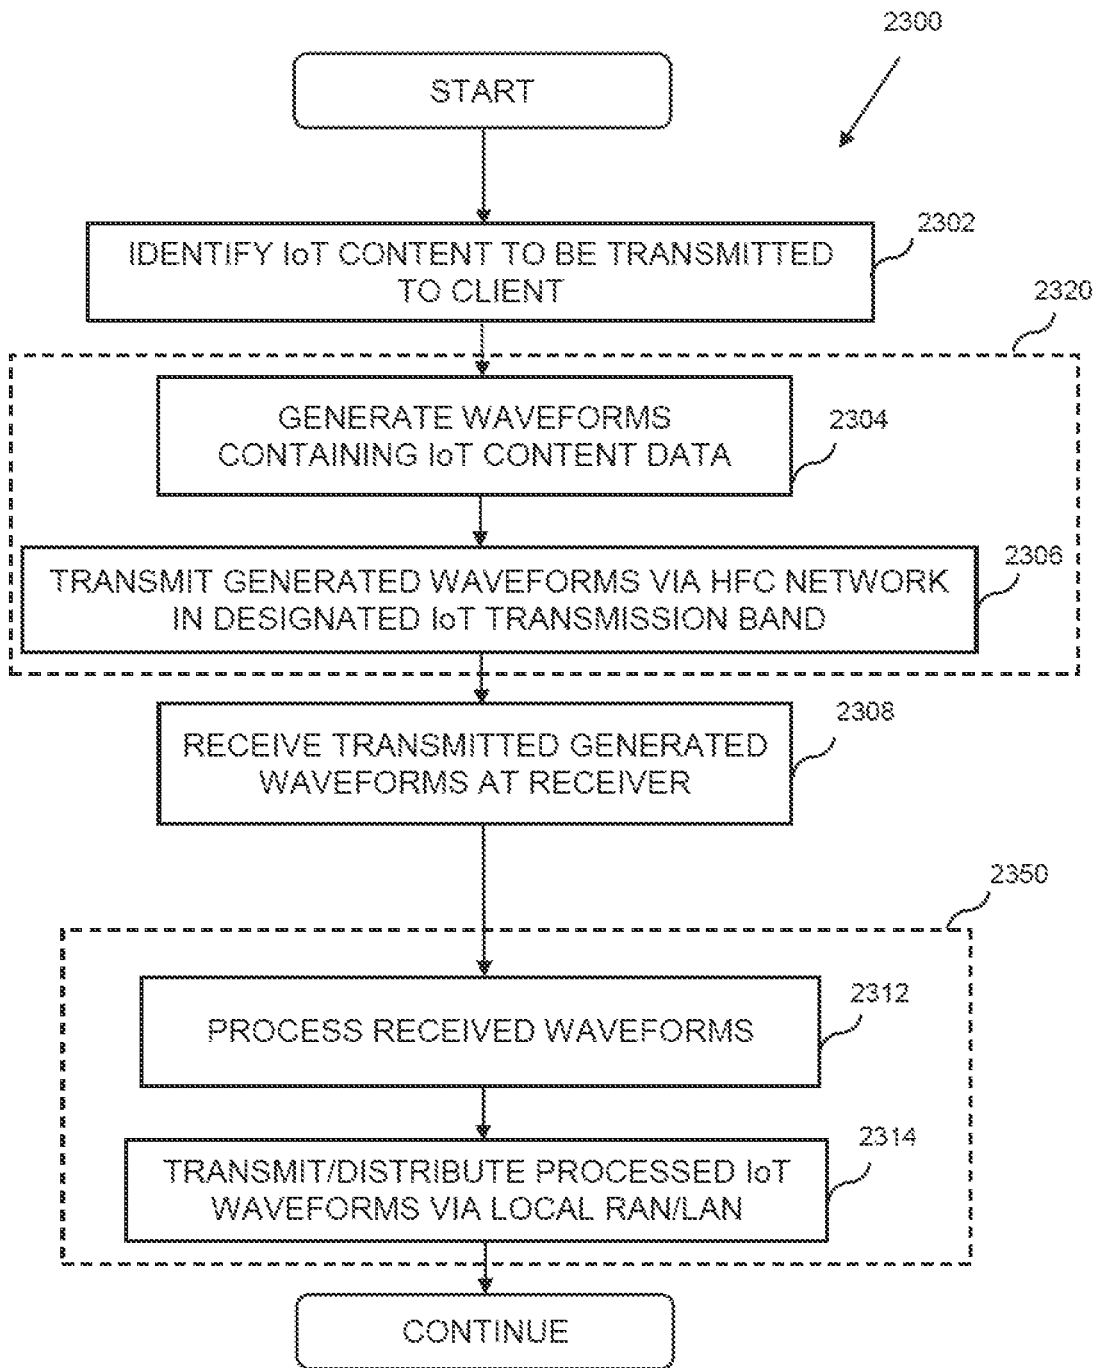 2300
START
2302
IDENTIFY IoT CONTENT TO BE TRANSMITTED
TO CLIENT
2320
GENERATE WAVEFORMS
CONTAINING IoT CONTENT DATA
2304
TRANSMIT GENERATED WAVEFORMS VIA HFC NETWORK
IN DESIGNATED IoT TRANSMISSION BAND
2306
RECEIVE TRANSMITTED GENERATED
WAVEFORMS AT RECEIVER
2308
2350
PROCESS RECEIVED WAVEFORMS
2312
TRANSMIT/DISTRIBUTE PROCESSED IoT
WAVEFORMS VIA LOCAL RAN/LAN
2314
CONTINUE